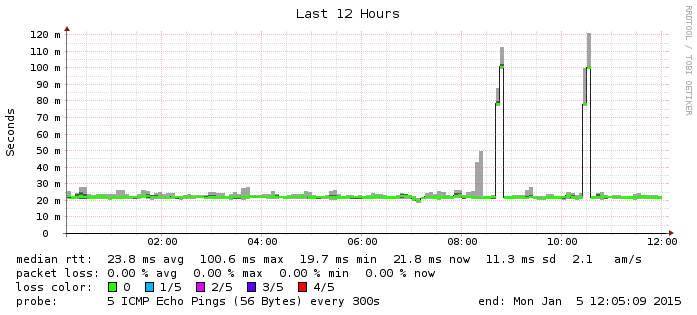 Last 12 Hours
RRDTOOL / TOBI OETIKER
Seconds
120 m
110 m
100 m
90 m
80 m
70 m
60 m
50 m
40 m
30 m
20 m
10 m
0
02:00 04:00 06:00 08:00 10:00 12:00
median rtt: 23.8 ms avg 100.6 ms max 19.7 ms min 21.8 ms now 11.3 ms sd 2.1 am/s
packet loss: 0.00 % avg 0.00 % max 0.00 % min 0.00 % now
loss color: 0 1/5 2/5 3/5 4/5
probe: 5 ICMP Echo Pings (56 Bytes) every 300s end: Mon Jan 5 12:05:09 2015